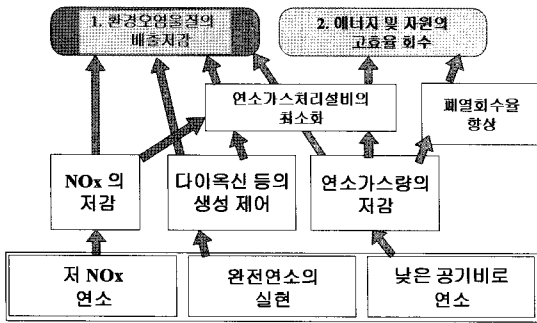 1. 환경오염물질의
배출저감
2. 에너지 및 자원의
고효율 회수
연소가스처리설비의
최소화
폐열회수율
향상
NOx 의
저감
다이옥신 등의
생성 제어
연소가스량의
저감
저 NOx
연소
완전연소의
실현
낮은 공기비로
연소